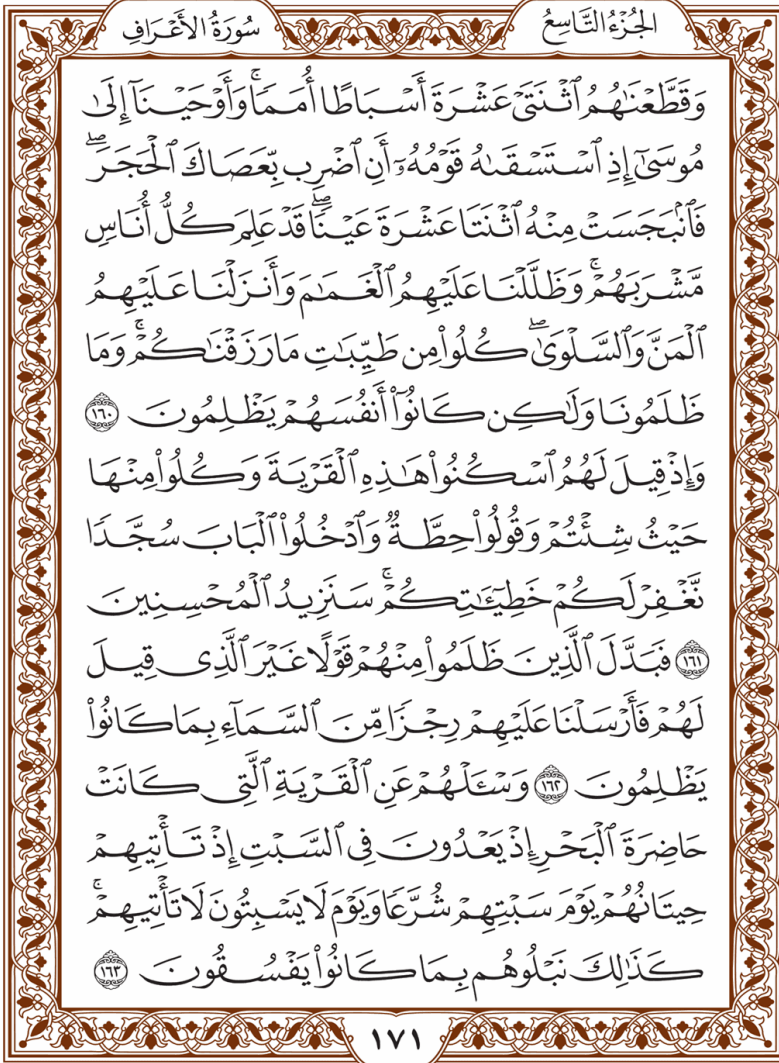 الجُزْءُ التَّاسِعُ
سُورَةُ الأَعْرَافِ
وَقَطَّعْنَٰهُمُ ٱثْنَتَىْ عَشْرَةَ أَسْبَاطًا أُمَمًا ۚ وَأَوْحَيْنَآ إِلَىٰ
مُوسَىٰٓ إِذِ ٱسْتَسْقَىٰهُ قَوْمُهُۥٓ أَنِ ٱضْرِب بِّعَصَاكَ ٱلْحَجَرَ ۖ
فَٱنۢبَجَسَتْ مِنْهُ ٱثْنَتَا عَشْرَةَ عَيْنًا ۖ قَدْ عَلِمَ كُلُّ أُنَاسٍ
مَّشْرَبَهُمْ ۚ وَظَلَّلْنَا عَلَيْهِمُ ٱلْغَمَٰمَ وَأَنزَلْنَا عَلَيْهِمُ
ٱلْمَنَّ وَٱلسَّلْوَىٰ ۖ كُلُوا۟ مِن طَيِّبَٰتِ مَا رَزَقْنَٰكُمْ ۚ وَمَا
ظَلَمُونَا وَلَٰكِن كَانُوٓا۟ أَنفُسَهُمْ يَظْلِمُونَ ١٦٠
وَإِذْ قِيلَ لَهُمُ ٱسْكُنُوا۟ هَٰذِهِ ٱلْقَرْيَةَ وَكُلُوا۟ مِنْهَا
حَيْثُ شِئْتُمْ وَقُولُوا۟ حِطَّةٌ وَٱدْخُلُوا۟ ٱلْبَابَ سُجَّدًا
نَّغْفِرْ لَكُمْ خَطِيٓـَٰٔتِكُمْ ۚ سَنَزِيدُ ٱلْمُحْسِنِينَ
١٦١ فَبَدَّلَ ٱلَّذِينَ ظَلَمُوا۟ مِنْهُمْ قَوْلًا غَيْرَ ٱلَّذِى قِيلَ
لَهُمْ فَأَرْسَلْنَا عَلَيْهِمْ رِجْزًا مِّنَ ٱلسَّمَآءِ بِمَا كَانُوا۟
يَظْلِمُونَ ١٦٢ وَسْـَٔلْهُمْ عَنِ ٱلْقَرْيَةِ ٱلَّتِى كَانَتْ
حَاضِرَةَ ٱلْبَحْرِ إِذْ يَعْدُونَ فِى ٱلسَّبْتِ إِذْ تَأْتِيهِمْ
حِيتَانُهُمْ يَوْمَ سَبْتِهِمْ شُرَّعًا وَيَوْمَ لَا يَسْبِتُونَ لَا تَأْتِيهِمْ ۚ
كَذَٰلِكَ نَبْلُوهُم بِمَا كَانُوا۟ يَفْسُقُونَ ١٦٣
١٧١